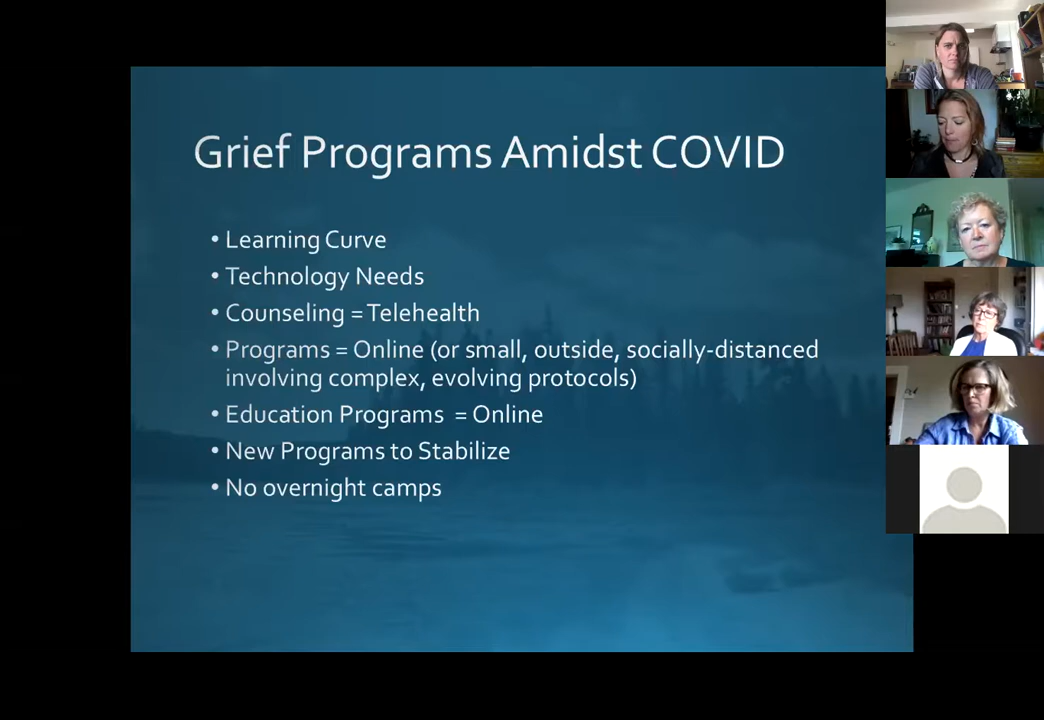 Grief Programs Amidst COVID
• Learning Curve
• Technology Needs
• Counseling = Telehealth
• Programs = Online (or small, outside, socially-distanced
involving complex, evolving protocols)
• Education Programs = Online
• New Programs to Stabilize
• No overnight camps